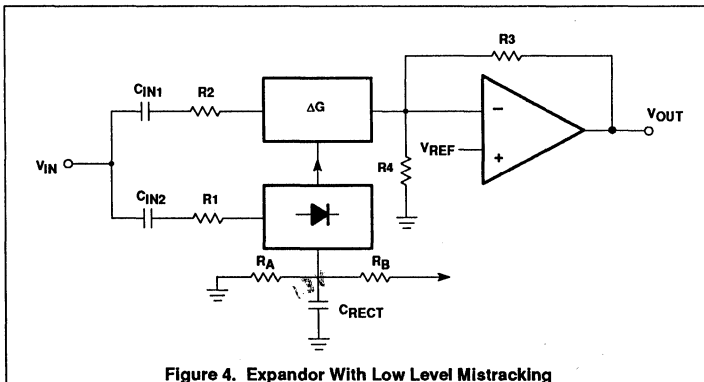 R3
CIN1
R2
ΔG
VOUT
VREF
−
+
R4
VIN
CIN2
R1
RA
RB
CRECT
Figure 4. Expandor With Low Level Mistracking